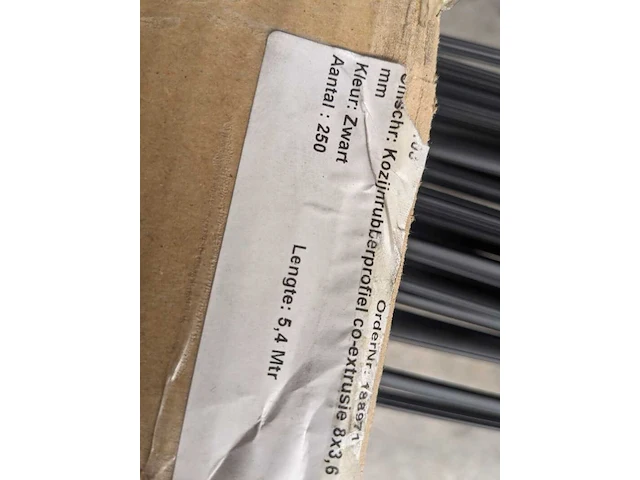 OrderNr:
Omschr: Kozijnrubberprofiel co-extrusie 8x3,6
mm
Kleur: Zwart
Aantal : 250
Lengte: 5,4 Mtr